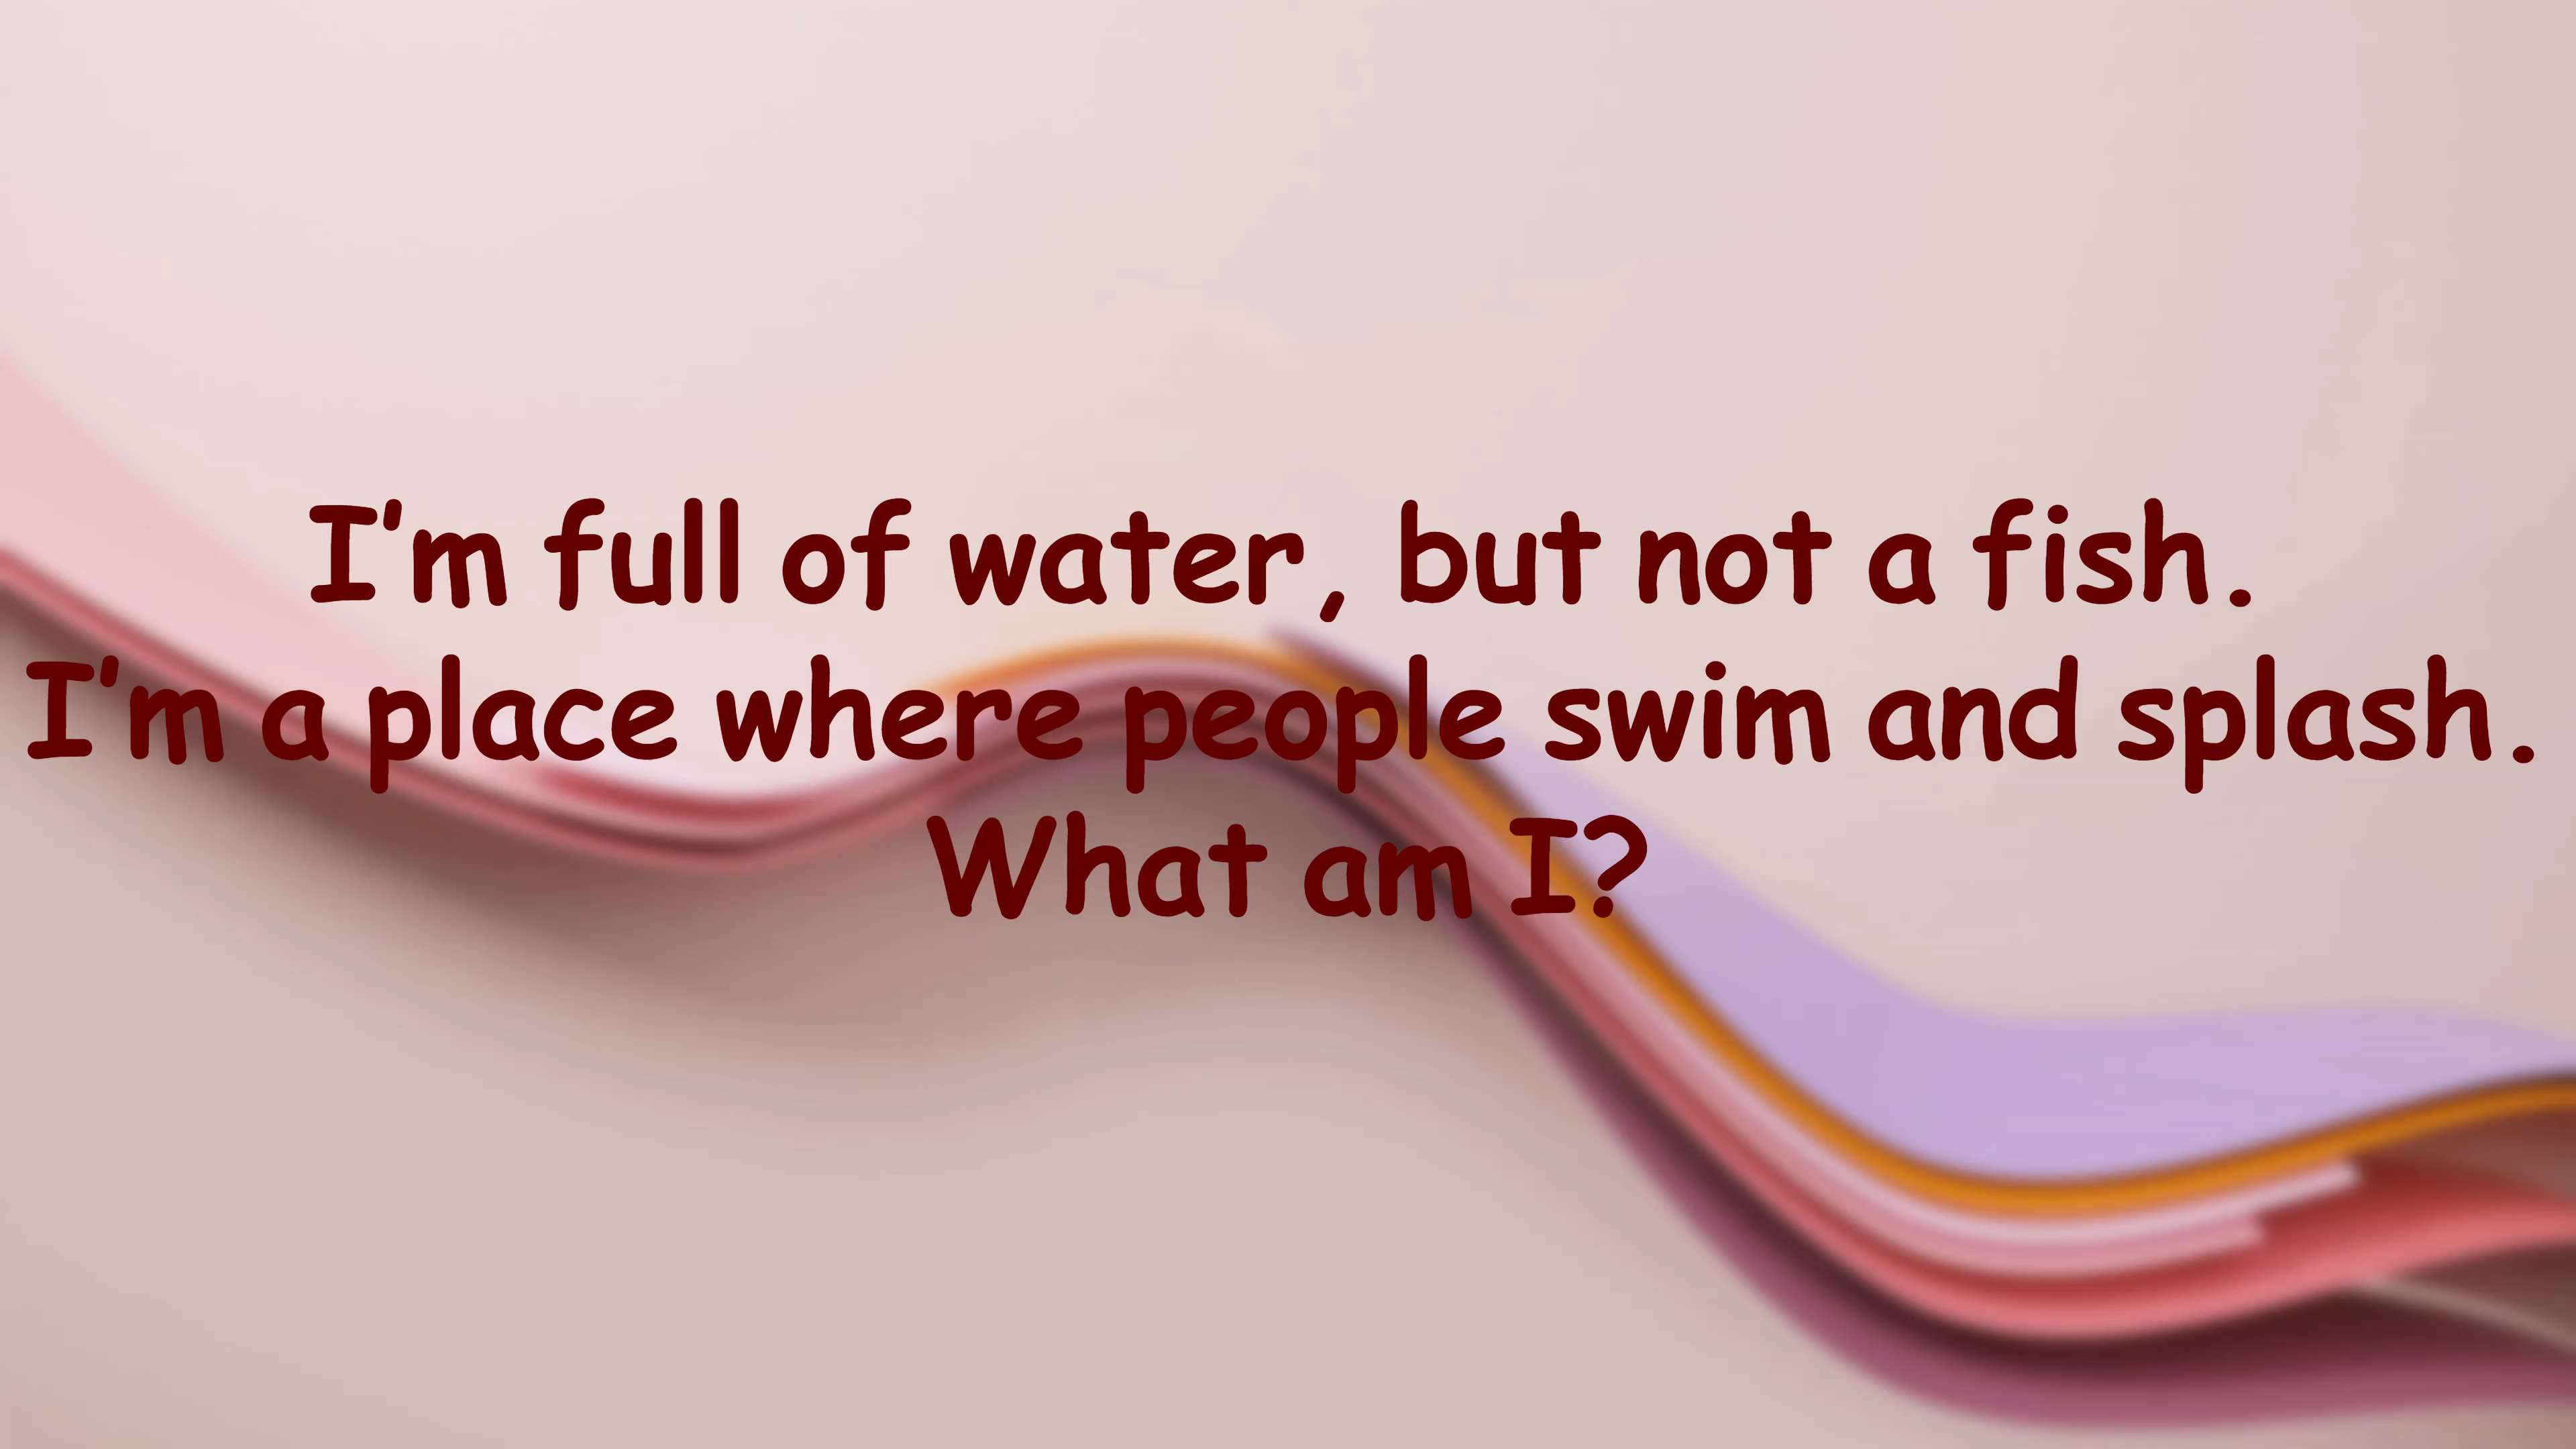 I'm full of water, but not a fish.
I'm a place where people swim and splash.
What am I?